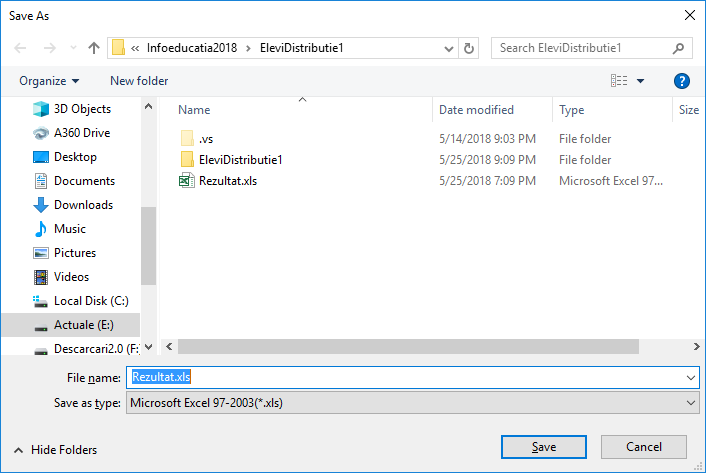 Save As
« Infoeducatia2018 > EleviDistributie1
Search EleviDistributie1
Organize
New folder
Name Date modified Type Size
.vs 5/14/2018 9:03 PM File folder
EleviDistributie1 5/25/2018 9:09 PM File folder
Rezultat.xls 5/25/2018 7:09 PM Microsoft Excel 97...
3D Objects
A360 Drive
Desktop
Documents
Downloads
Music
Pictures
Videos
Local Disk (C:)
Actuale (E:)
Descarcari2.0 (F:
File name: Rezultat.xls
Save as type: Microsoft Excel 97-2003(*.xls)
Hide Folders
Save
Cancel